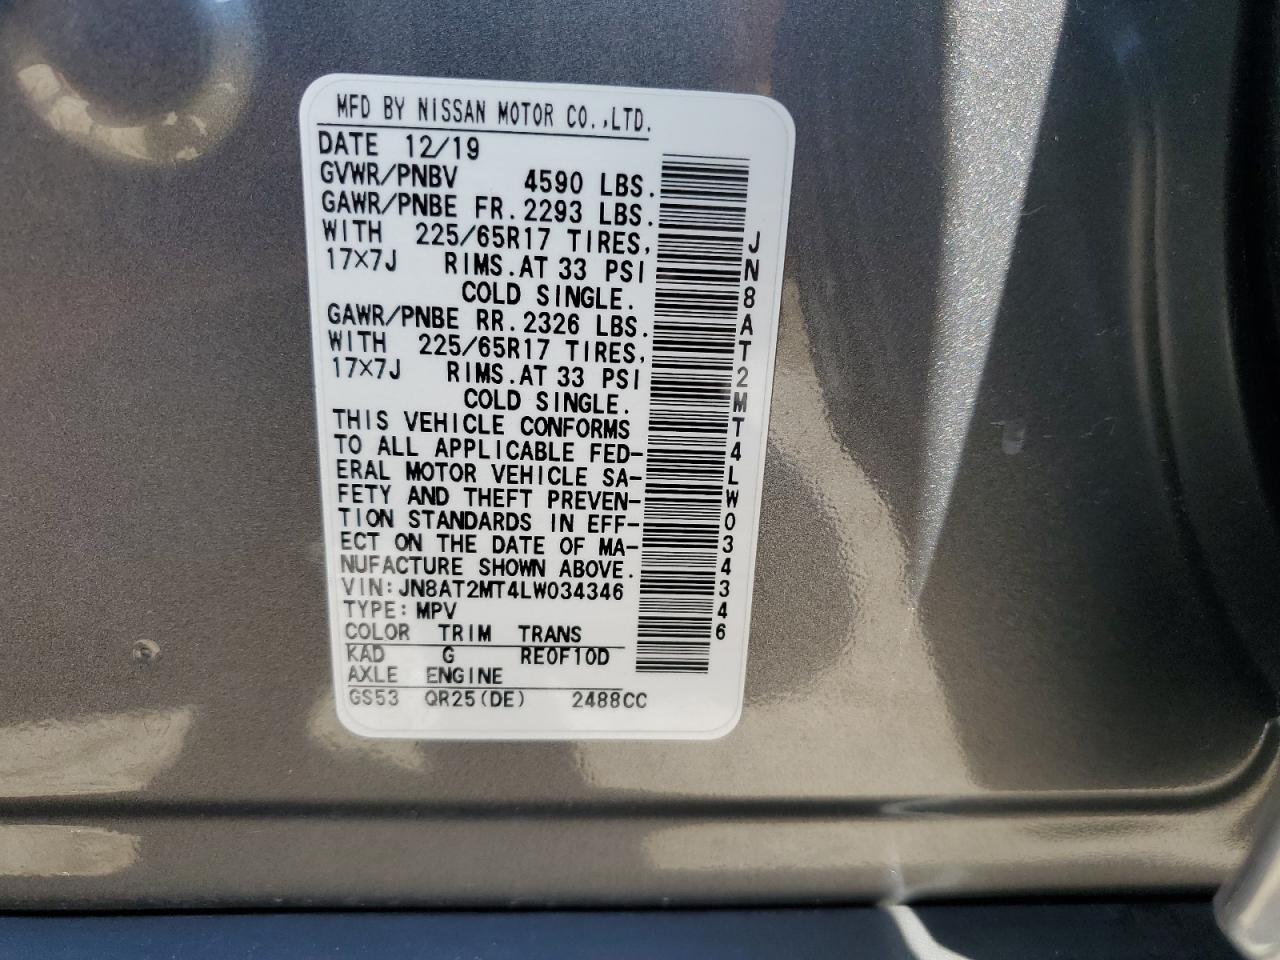 MFD BY NISSAN MOTOR CO.,LTD.
DATE 12/19
GVWR/PNBV 4590 LBS.
GAWR/PNBE FR. 2293 LBS.
WITH 225/65R17 TIRES,
17×7J RIMS. AT 33 PSI
COLD SINGLE.
GAWR/PNBE RR. 2326 LBS.
WITH 225/65R17 TIRES,
17×7J RIMS. AT 33 PSI
COLD SINGLE.
THIS VEHICLE CONFORMS
TO ALL APPLICABLE FED-
ERAL MOTOR VEHICLE SA-
FETY AND THEFT PREVEN-
TION STANDARDS IN EFF-
ECT ON THE DATE OF MA-
NUFACTURE SHOWN ABOVE.
VIN: JN8AT2MT4LW034346
TYPE: MPV
COLOR TRIM TRANS
KAD G RE0F10D
AXLE ENGINE
GS53 QR25(DE) 2488CC
JN8AT2MT4LW034346